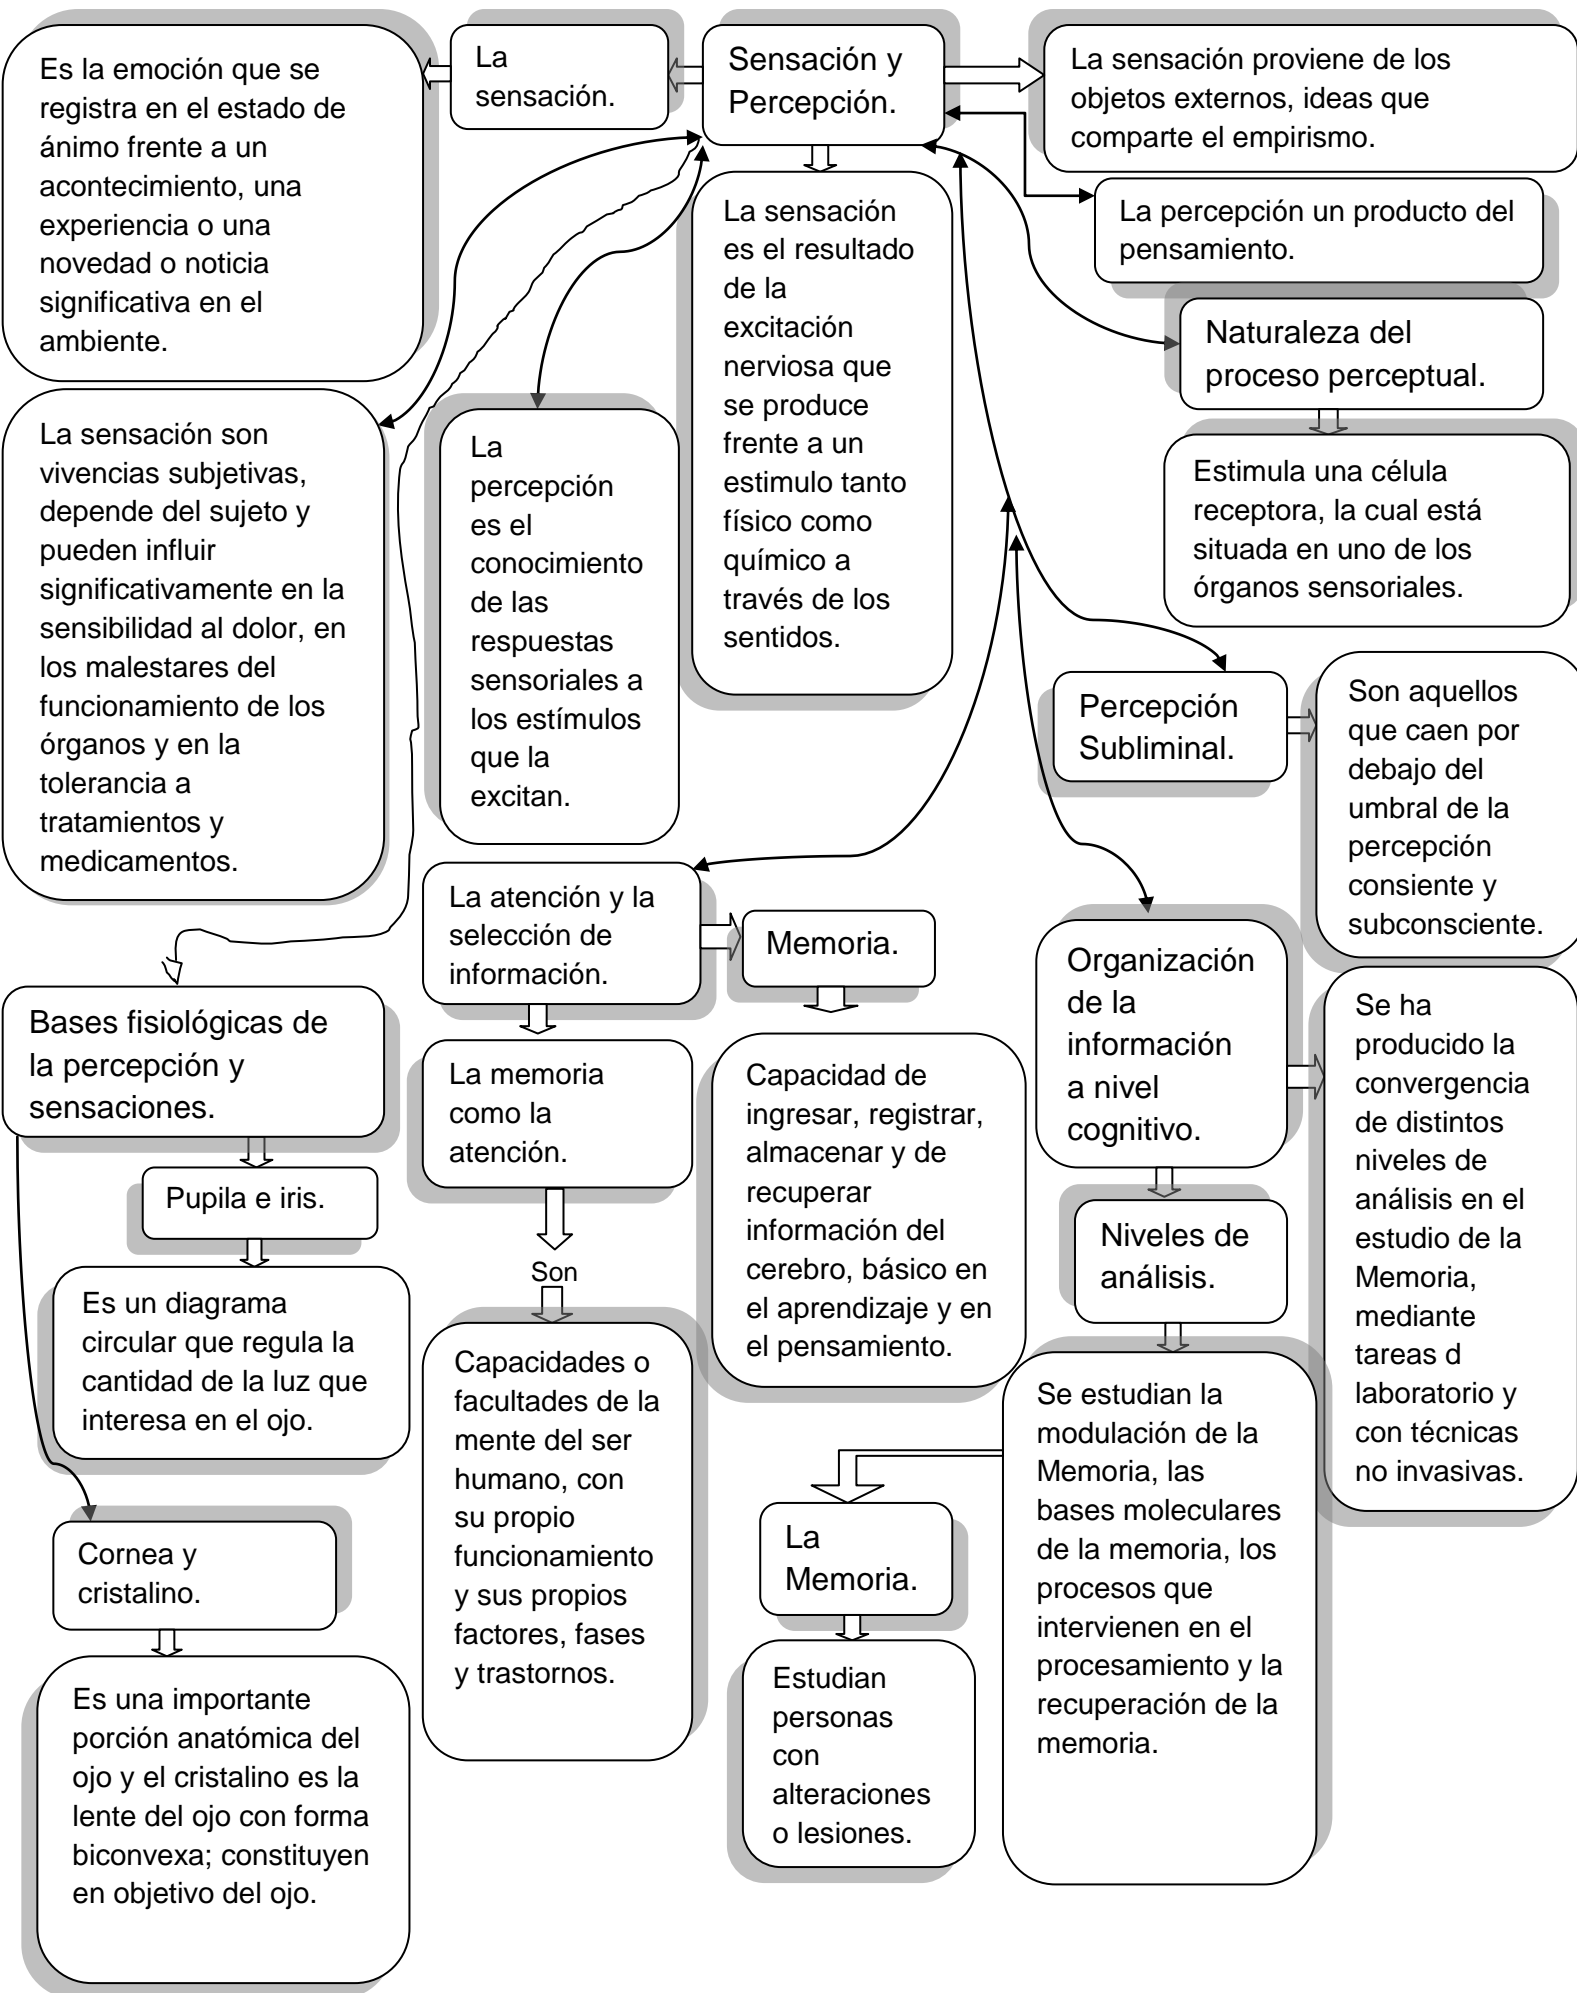 Sensación y
Percepción.
La
sensación.
Es la emoción que se
registra en el estado de
ánimo frente a un
acontecimiento, una
experiencia o una
novedad o noticia
significativa en el
ambiente.
La sensación proviene de los
objetos externos, ideas que
comparte el empirismo.
La percepción un producto del
pensamiento.
Naturaleza del
proceso perceptual.
Estimula una célula
receptora, la cual está
situada en uno de los
órganos sensoriales.
La sensación
es el resultado
de la
excitación
nerviosa que
se produce
frente a un
estimulo tanto
físico como
químico a
través de los
sentidos.
La
percepción
es el
conocimiento
de las
respuestas
sensoriales a
los estímulos
que la
excitan.
La sensación son
vivencias subjetivas,
depende del sujeto y
pueden influir
significativamente en la
sensibilidad al dolor, en
los malestares del
funcionamiento de los
órganos y en la
tolerancia a
tratamientos y
medicamentos.
Percepción
Subliminal.
Son aquellos
que caen por
debajo del
umbral de la
percepción
consiente y
subconsciente.
La atención y la
selección de
información.
Memoria.
Capacidad de
ingresar, registrar,
almacenar y de
recuperar
información del
cerebro, básico en
el aprendizaje y en
el pensamiento.
La memoria
como la
atención.
Son
Capacidades o
facultades de la
mente del ser
humano, con
su propio
funcionamiento
y sus propios
factores, fases
y trastornos.
Organización
de la
información
a nivel
cognitivo.
Se ha
producido la
convergencia
de distintos
niveles de
análisis en el
estudio de la
Memoria,
mediante
tareas d
laboratorio y
con técnicas
no invasivas.
Niveles de
análisis.
Se estudian la
modulación de la
Memoria, las
bases moleculares
de la memoria, los
procesos que
intervienen en el
procesamiento y la
recuperación de la
memoria.
La
Memoria.
Estudian
personas
con
alteraciones
o lesiones.
Bases fisiológicas de
la percepción y
sensaciones.
Pupila e iris.
Es un diagrama
circular que regula la
cantidad de la luz que
interesa en el ojo.
Cornea y
cristalino.
Es una importante
porción anatómica del
ojo y el cristalino es la
lente del ojo con forma
biconvexa; constituyen
en objetivo del ojo.